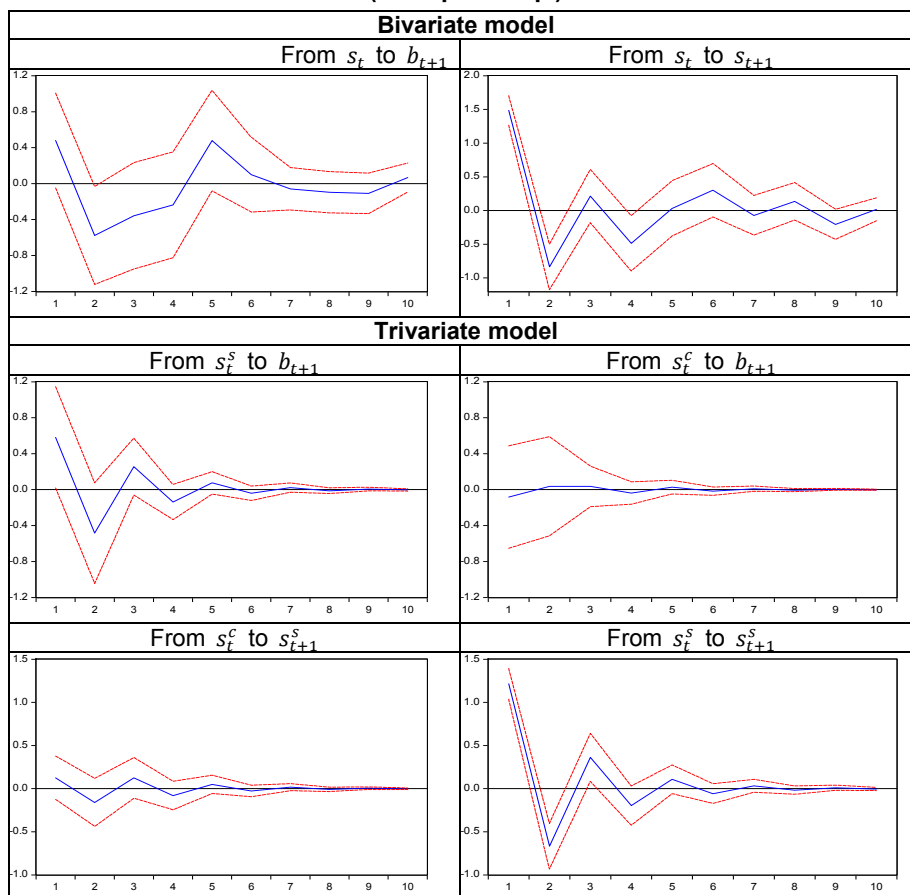 Bivariate model
From s_t to b_{t+1}
From s_t to s_{t+1}
1.2
0.8
0.4
0.0
-0.4
-0.8
-1.2
1 2 3 4 5 6 7 8 9 10
2.0
1.5
1.0
0.5
0.0
-0.5
-1.0
1 2 3 4 5 6 7 8 9 10
Trivariate model
From s_t^s to b_{t+1}
From s_t^c to b_{t+1}
1.2
0.8
0.4
0.0
-0.4
-0.8
-1.2
1 2 3 4 5 6 7 8 9 10
1.2
0.8
0.4
0.0
-0.4
-0.8
-1.2
1 2 3 4 5 6 7 8 9 10
From s_t^c to s_{t+1}^s
From s_t^s to s_{t+1}^s
1.5
1.0
0.5
0.0
-0.5
-1.0
1 2 3 4 5 6 7 8 9 10
1.5
1.0
0.5
0.0
-0.5
-1.0
1 2 3 4 5 6 7 8 9 10